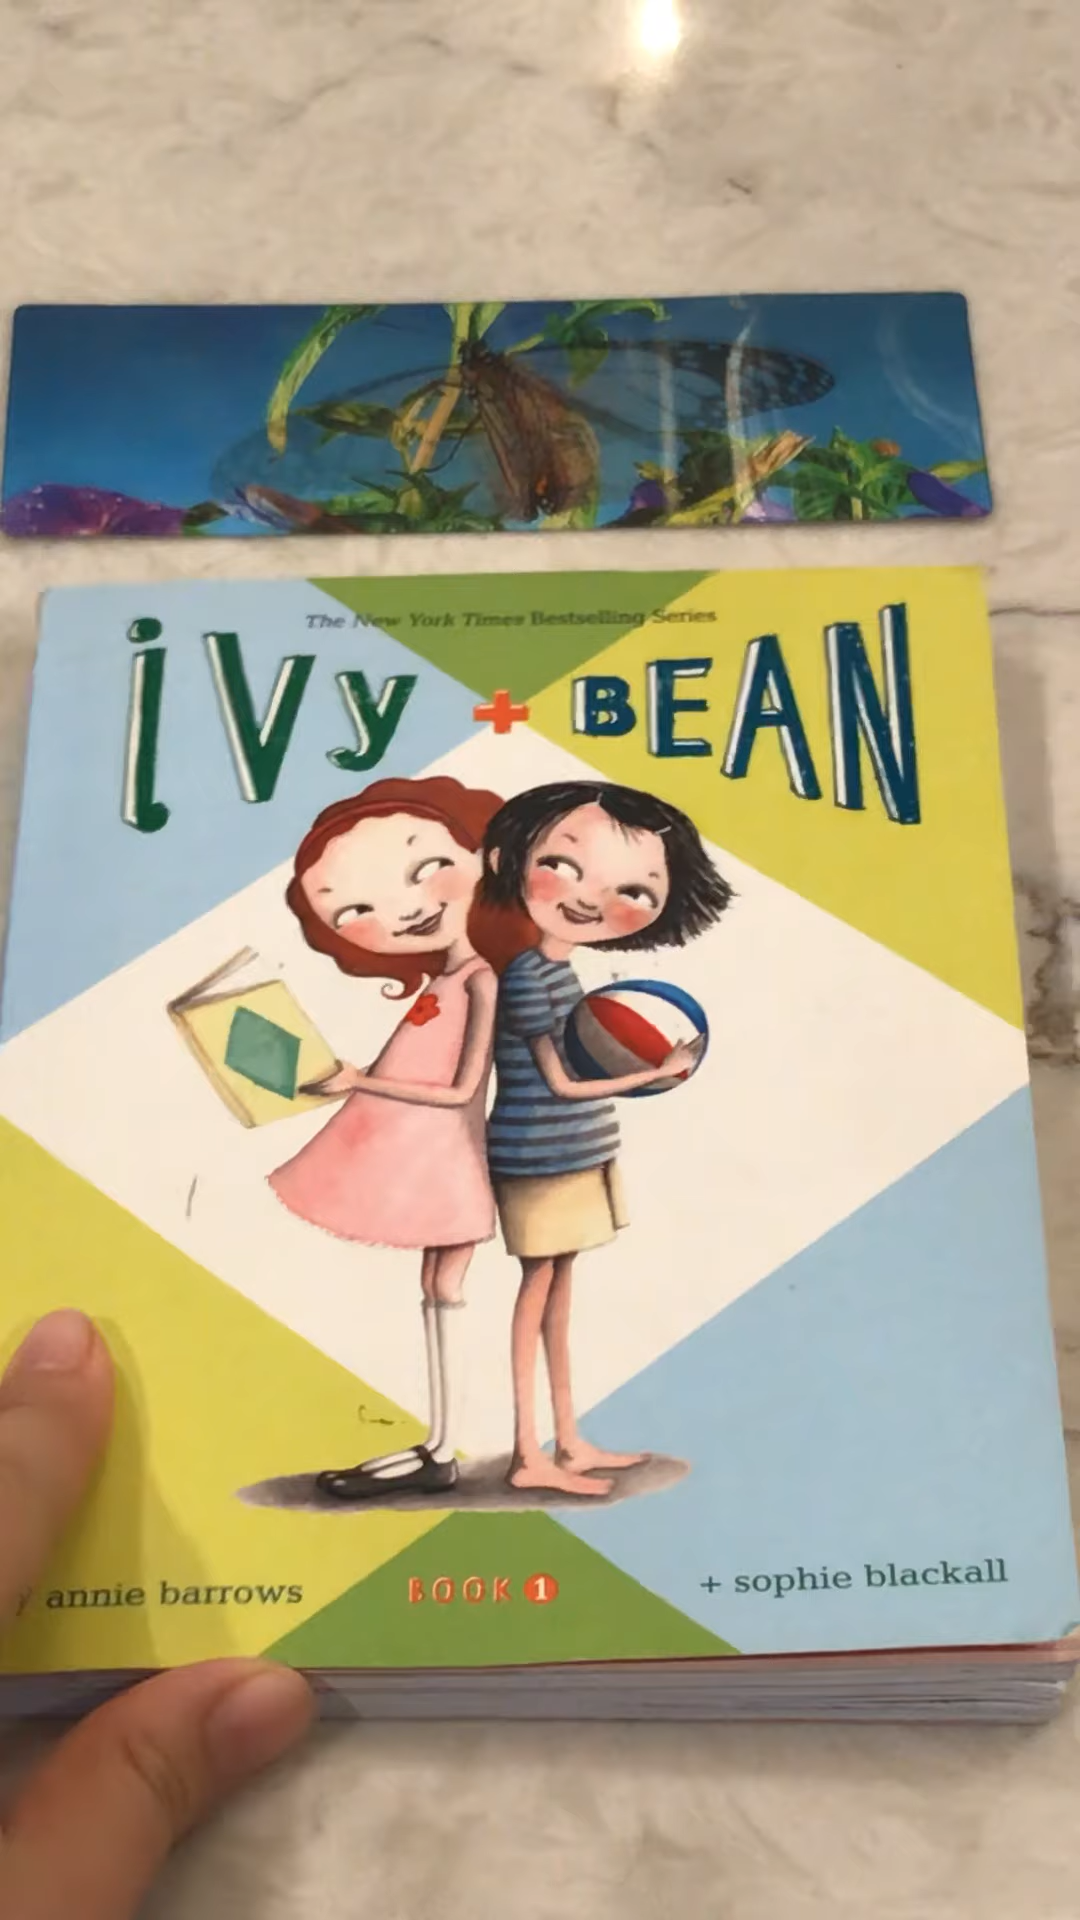 The New York Times Bestselling Series
ivy + BEAN
annie barrows
BOOK 1
+ sophie blackall